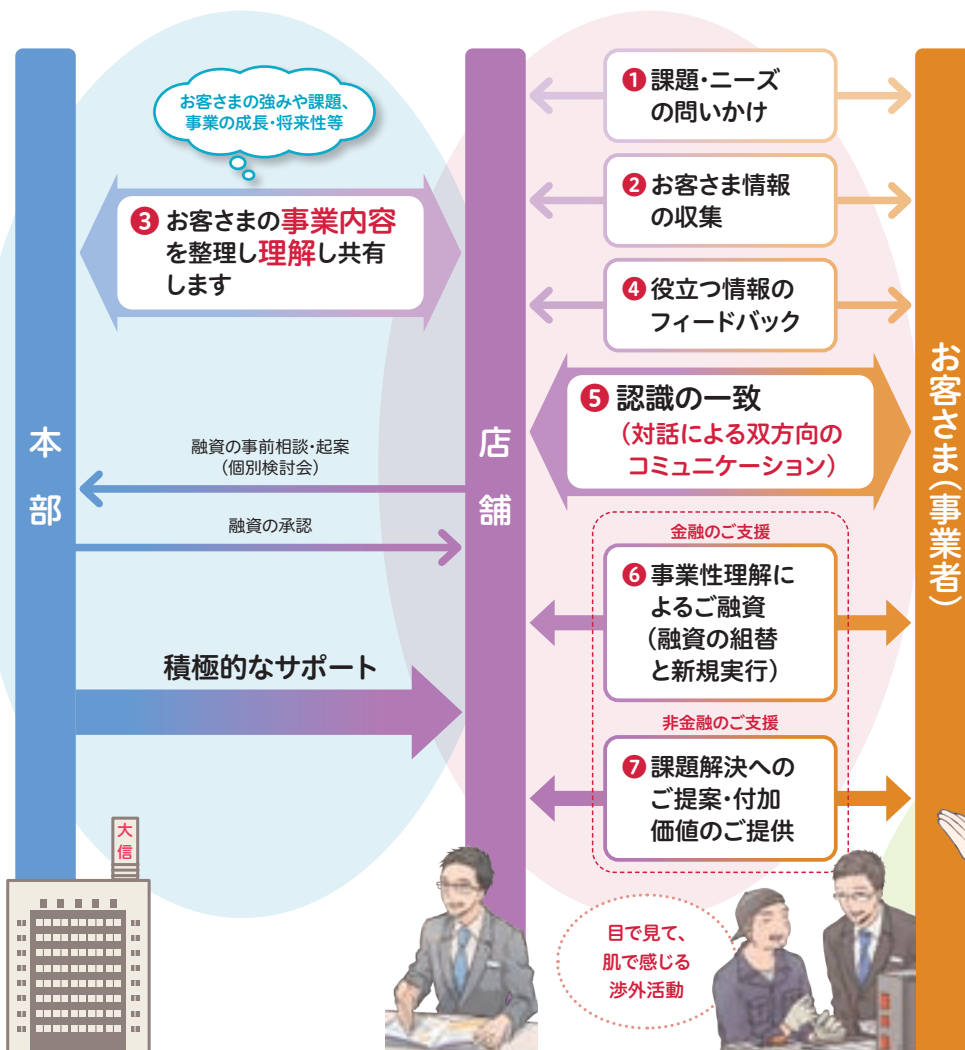 本部
お客さまの強みや課題、
事業の成長・将来性等
❸お客さまの事業内容
を整理し理解し共有
します
融資の事前相談・起案
（個別検討会）
融資の承認
積極的なサポート
大
信
店舗
❶課題・ニーズ
の問いかけ
❷お客さま情報
の収集
❹役立つ情報の
フィードバック
❺認識の一致
（対話による双方向の
コミュニケーション）
金融のご支援
❻事業性理解に
よるご融資
（融資の組替
と新規実行）
非金融のご支援
❼課題解決への
ご提案・付加
価値のご提供
目で見て、
肌で感じる
渉外活動
お客さま（事業者）